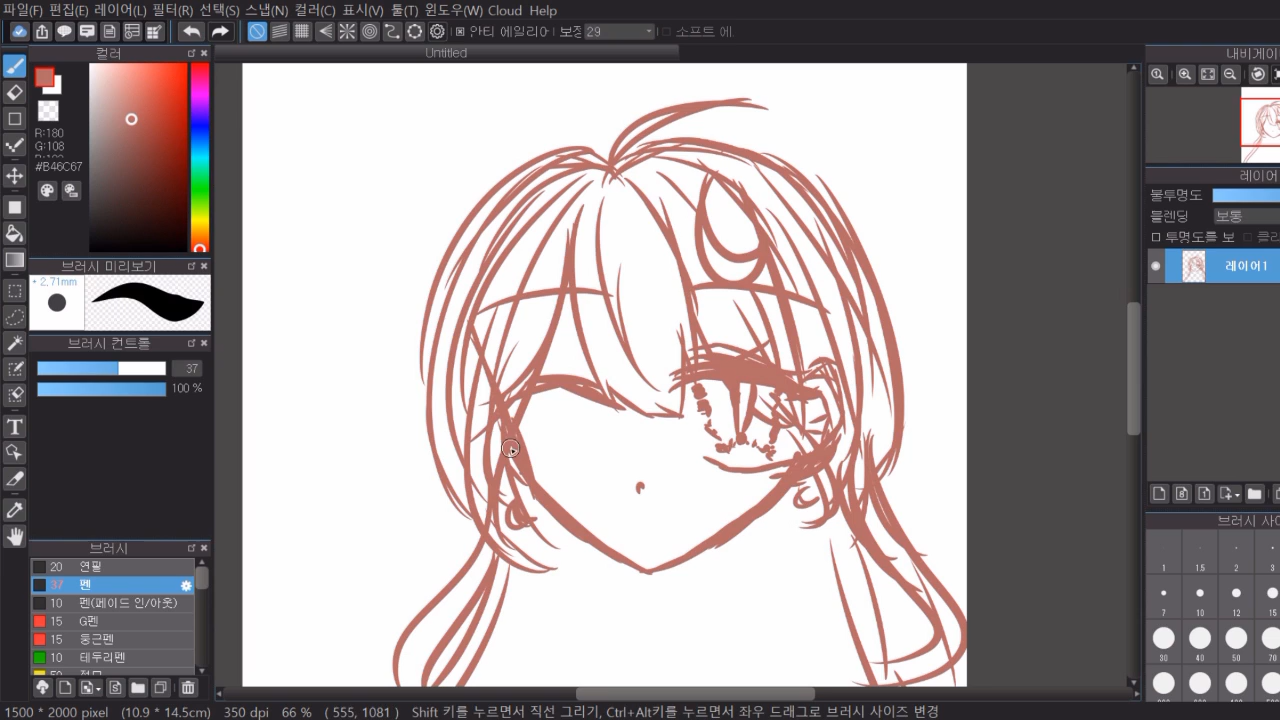 파일(F) 편집(E) 레이어(L) 필터(R) 선택(S) 스냅(N) 컬러(C) 표시(V) 툴(T) 윈도우(W) Cloud Help
안티 에일리어 보정 29 소프트 에.
컬러
Untitled
내비게이
R:180
G:108
#B46C67
브러시 미리보기
2.71mm
브러시 컨트롤
37
100 %
레이어
불투명도
블렌딩 보통
투명도를 보 클리
레이어1
브러시
20 연필
37 펜
10 펜(페이드 인/아웃)
15 G펜
15 둥근펜
10 테두리펜
브러시 사이
1 1.5 2 3
7 10 12 15
30 40 50 70
1500 * 2000 pixel (10.9 * 14.5cm) 350 dpi 66 % ( 555, 1081 ) Shift 키를 누르면서 직선 그리기, Ctrl+Alt키를 누르면서 좌우 드래그로 브러시 사이즈 변경